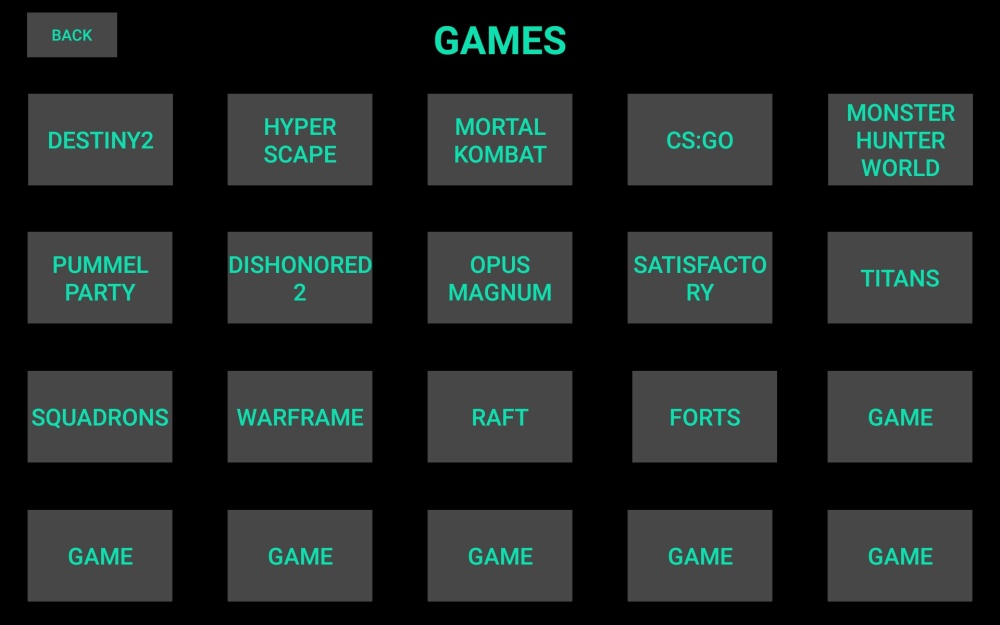 BACK
GAMES
DESTINY2
HYPER
SCAPE
MORTAL
KOMBAT
CS:GO
MONSTER
HUNTER
WORLD
PUMMEL
PARTY
DISHONORED
2
OPUS
MAGNUM
SATISFACTO
RY
TITANS
SQUADRONS
WARFRAME
RAFT
FORTS
GAME
GAME
GAME
GAME
GAME
GAME